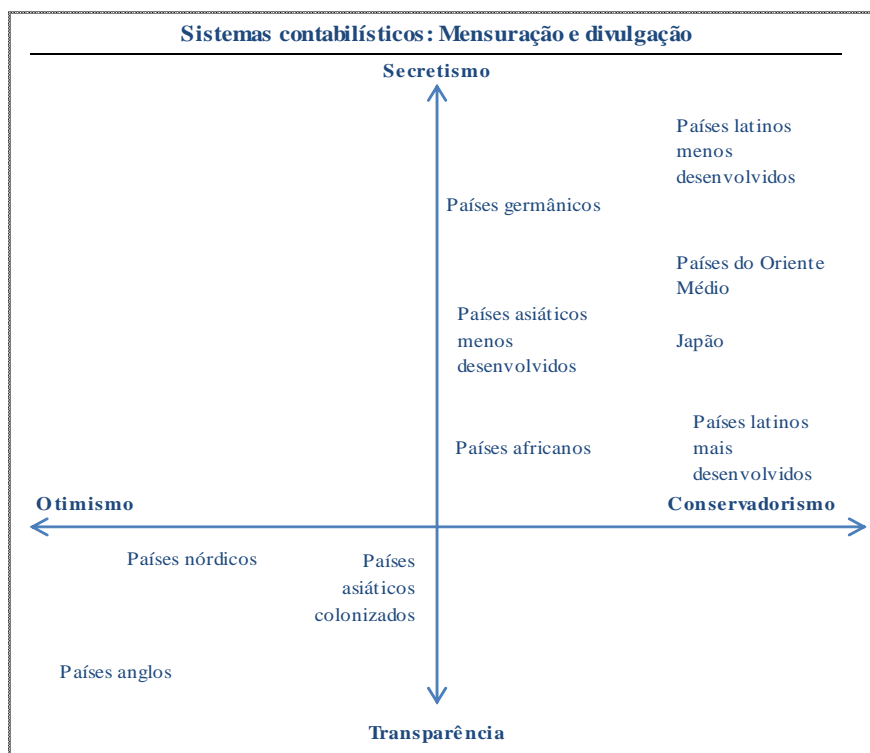 Sistemas contabilísticos: Mensuração e divulgação
Secretismo
Países latinos
menos
desenvolvidos
Países germânicos
Países do Oriente
Médio
Países asiáticos
menos
desenvolvidos
Japão
Países latinos
mais
desenvolvidos
Países africanos
Otimismo
Conservadorismo
Países nórdicos
Países
asiáticos
colonizados
Países anglos
Transparência